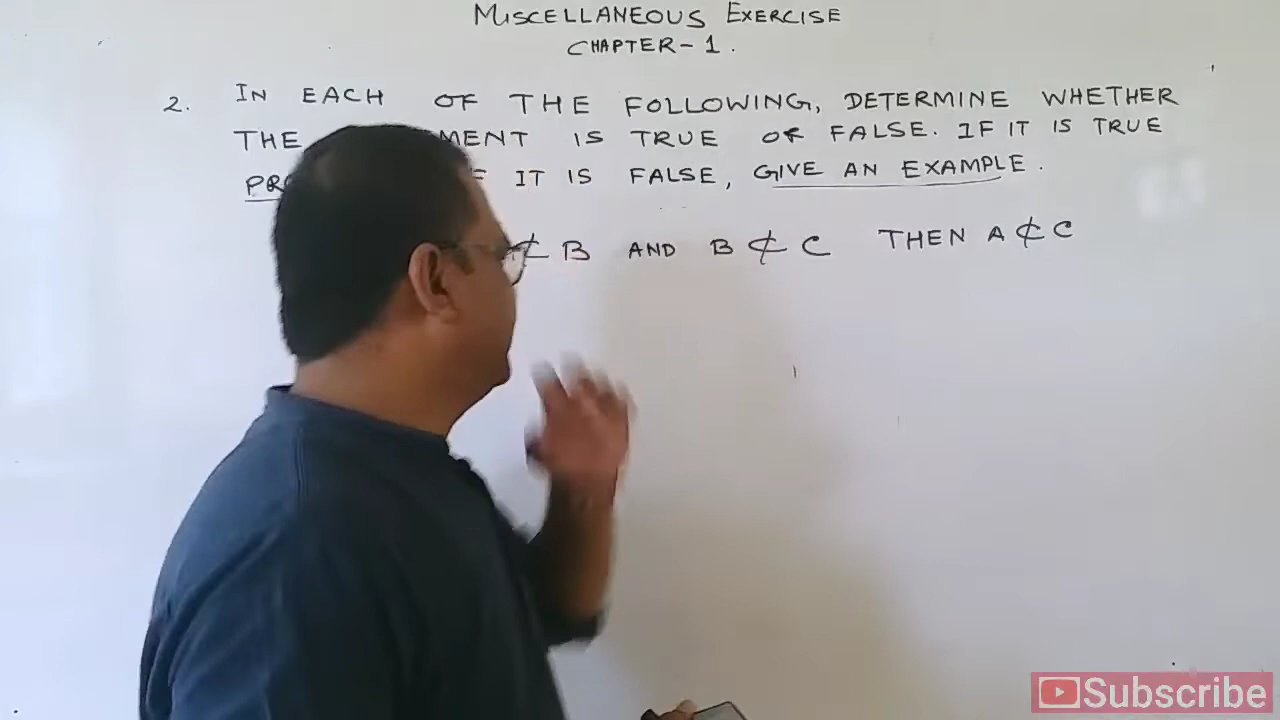 MISCELLANEOUS EXERCISE
CHAPTER-1.
2. IN EACH OF THE FOLLOWING, DETERMINE WHETHER
THE MENT IS TRUE OR FALSE. IF IT IS TRUE
PR IT IS FALSE, GIVE AN EXAMPLE.
⊄ B AND B ⊄ C THEN A ⊄ C
Subscribe